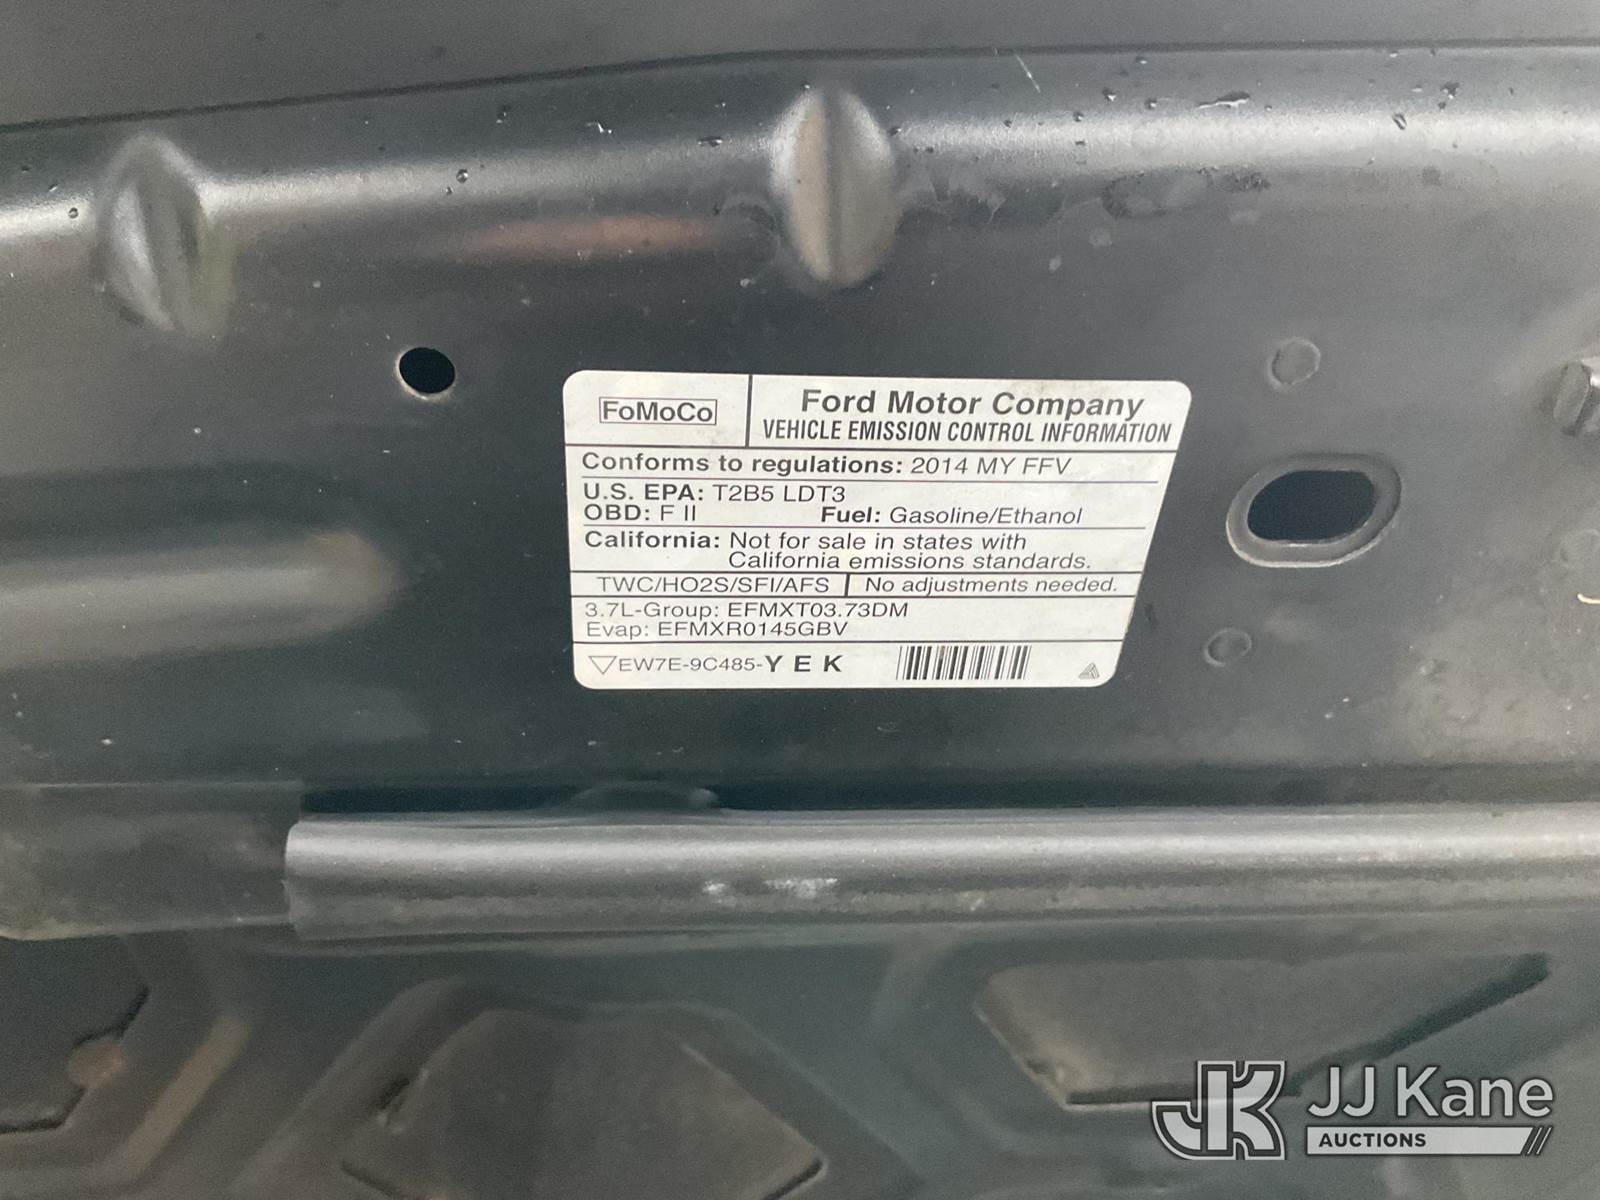 FoMoCo
Ford Motor Company
VEHICLE EMISSION CONTROL INFORMATION
Conforms to regulations: 2014 MY FFV
U.S. EPA: T2B5 LDT3
OBD: F II Fuel: Gasoline/Ethanol
California: Not for sale in states with
California emissions standards.
TWC/HO2S/SFI/AFS No adjustments needed.
3.7L-Group: EFMXT03.73DM
Evap: EFMXR0145GBV
EW7E-9C485-Y E K
JK JJ Kane
AUCTIONS